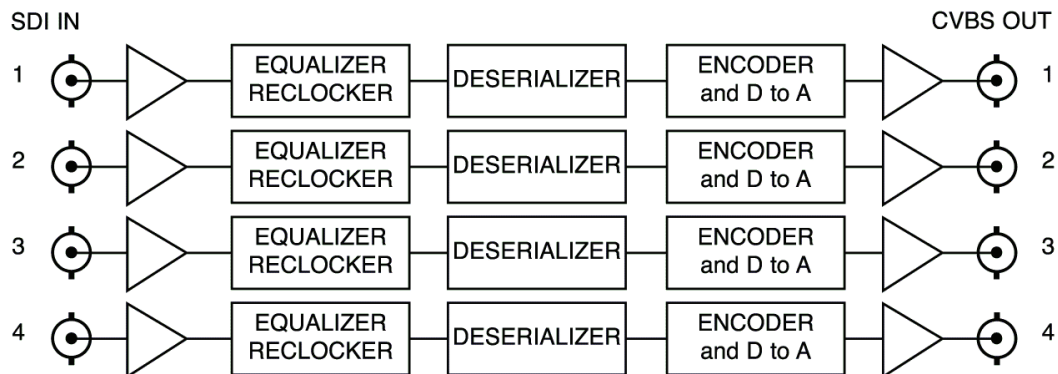 SDI IN
CVBS OUT
1
EQUALIZER
RECLOCKER
DESERIALIZER
ENCODER
and D to A
1
2
EQUALIZER
RECLOCKER
DESERIALIZER
ENCODER
and D to A
2
3
EQUALIZER
RECLOCKER
DESERIALIZER
ENCODER
and D to A
3
4
EQUALIZER
RECLOCKER
DESERIALIZER
ENCODER
and D to A
4